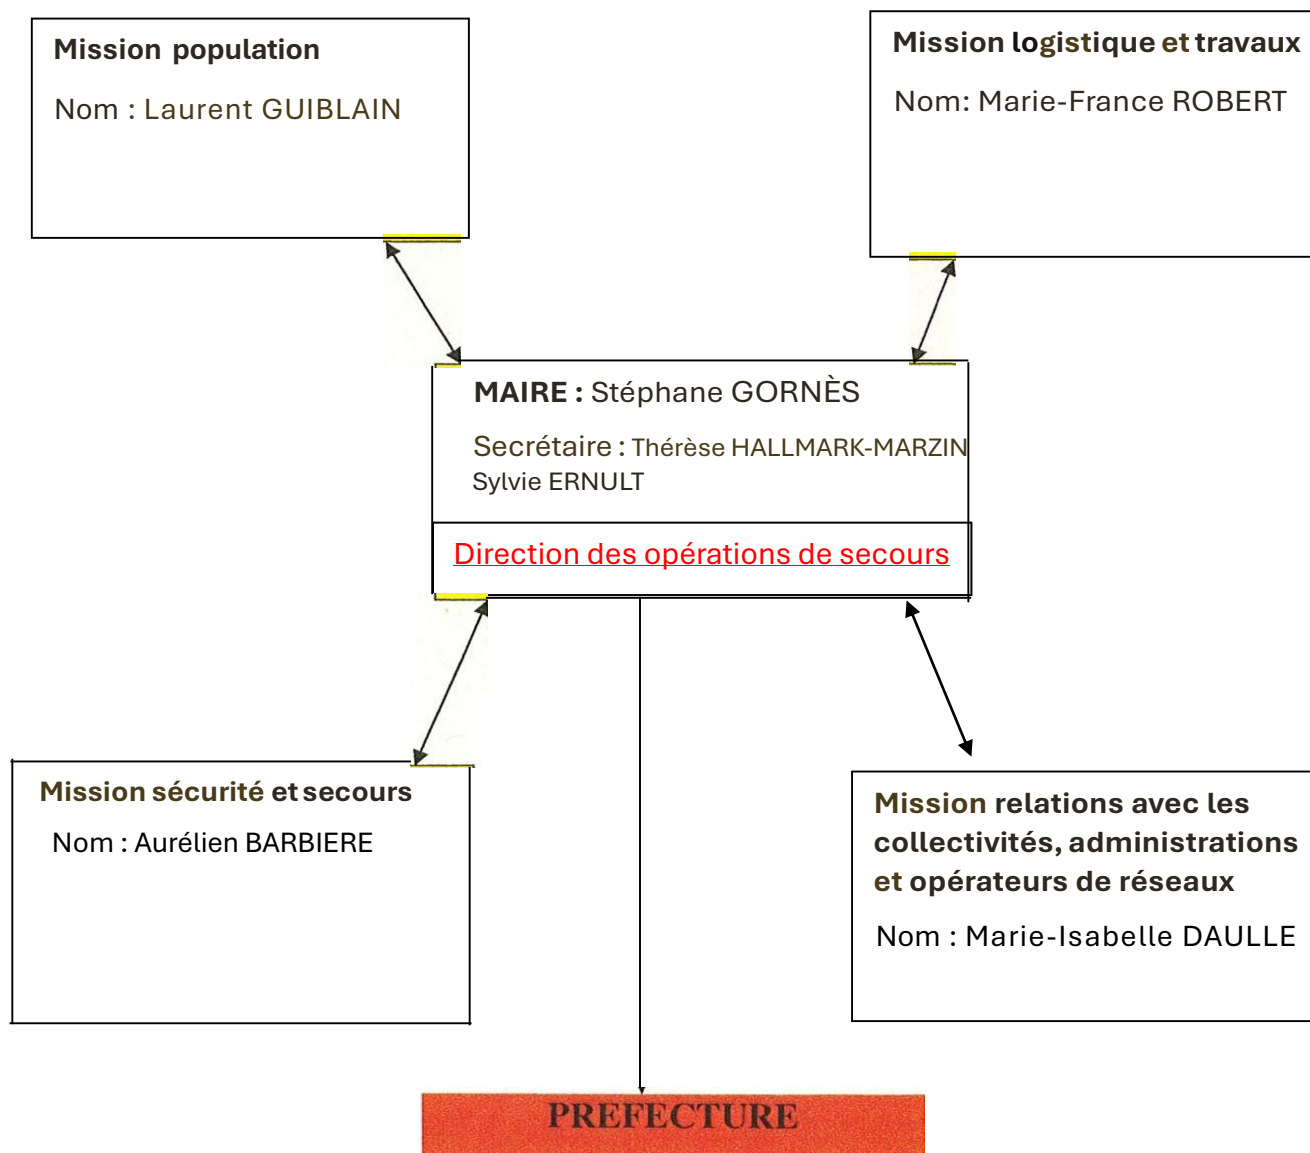 Mission population
Nom : Laurent GUIBLAIN
Mission logistique et travaux
Nom: Marie-France ROBERT
MAIRE : Stéphane GORNÈS
Secrétaire : Thérèse HALLMARK-MARZIN
Sylvie ERNULT
Direction des opérations de secours
Mission sécurité et secours
Nom : Aurélien BARBIERE
Mission relations avec les
collectivités, administrations
et opérateurs de réseaux
Nom : Marie-Isabelle DAULLE
PREFECTURE